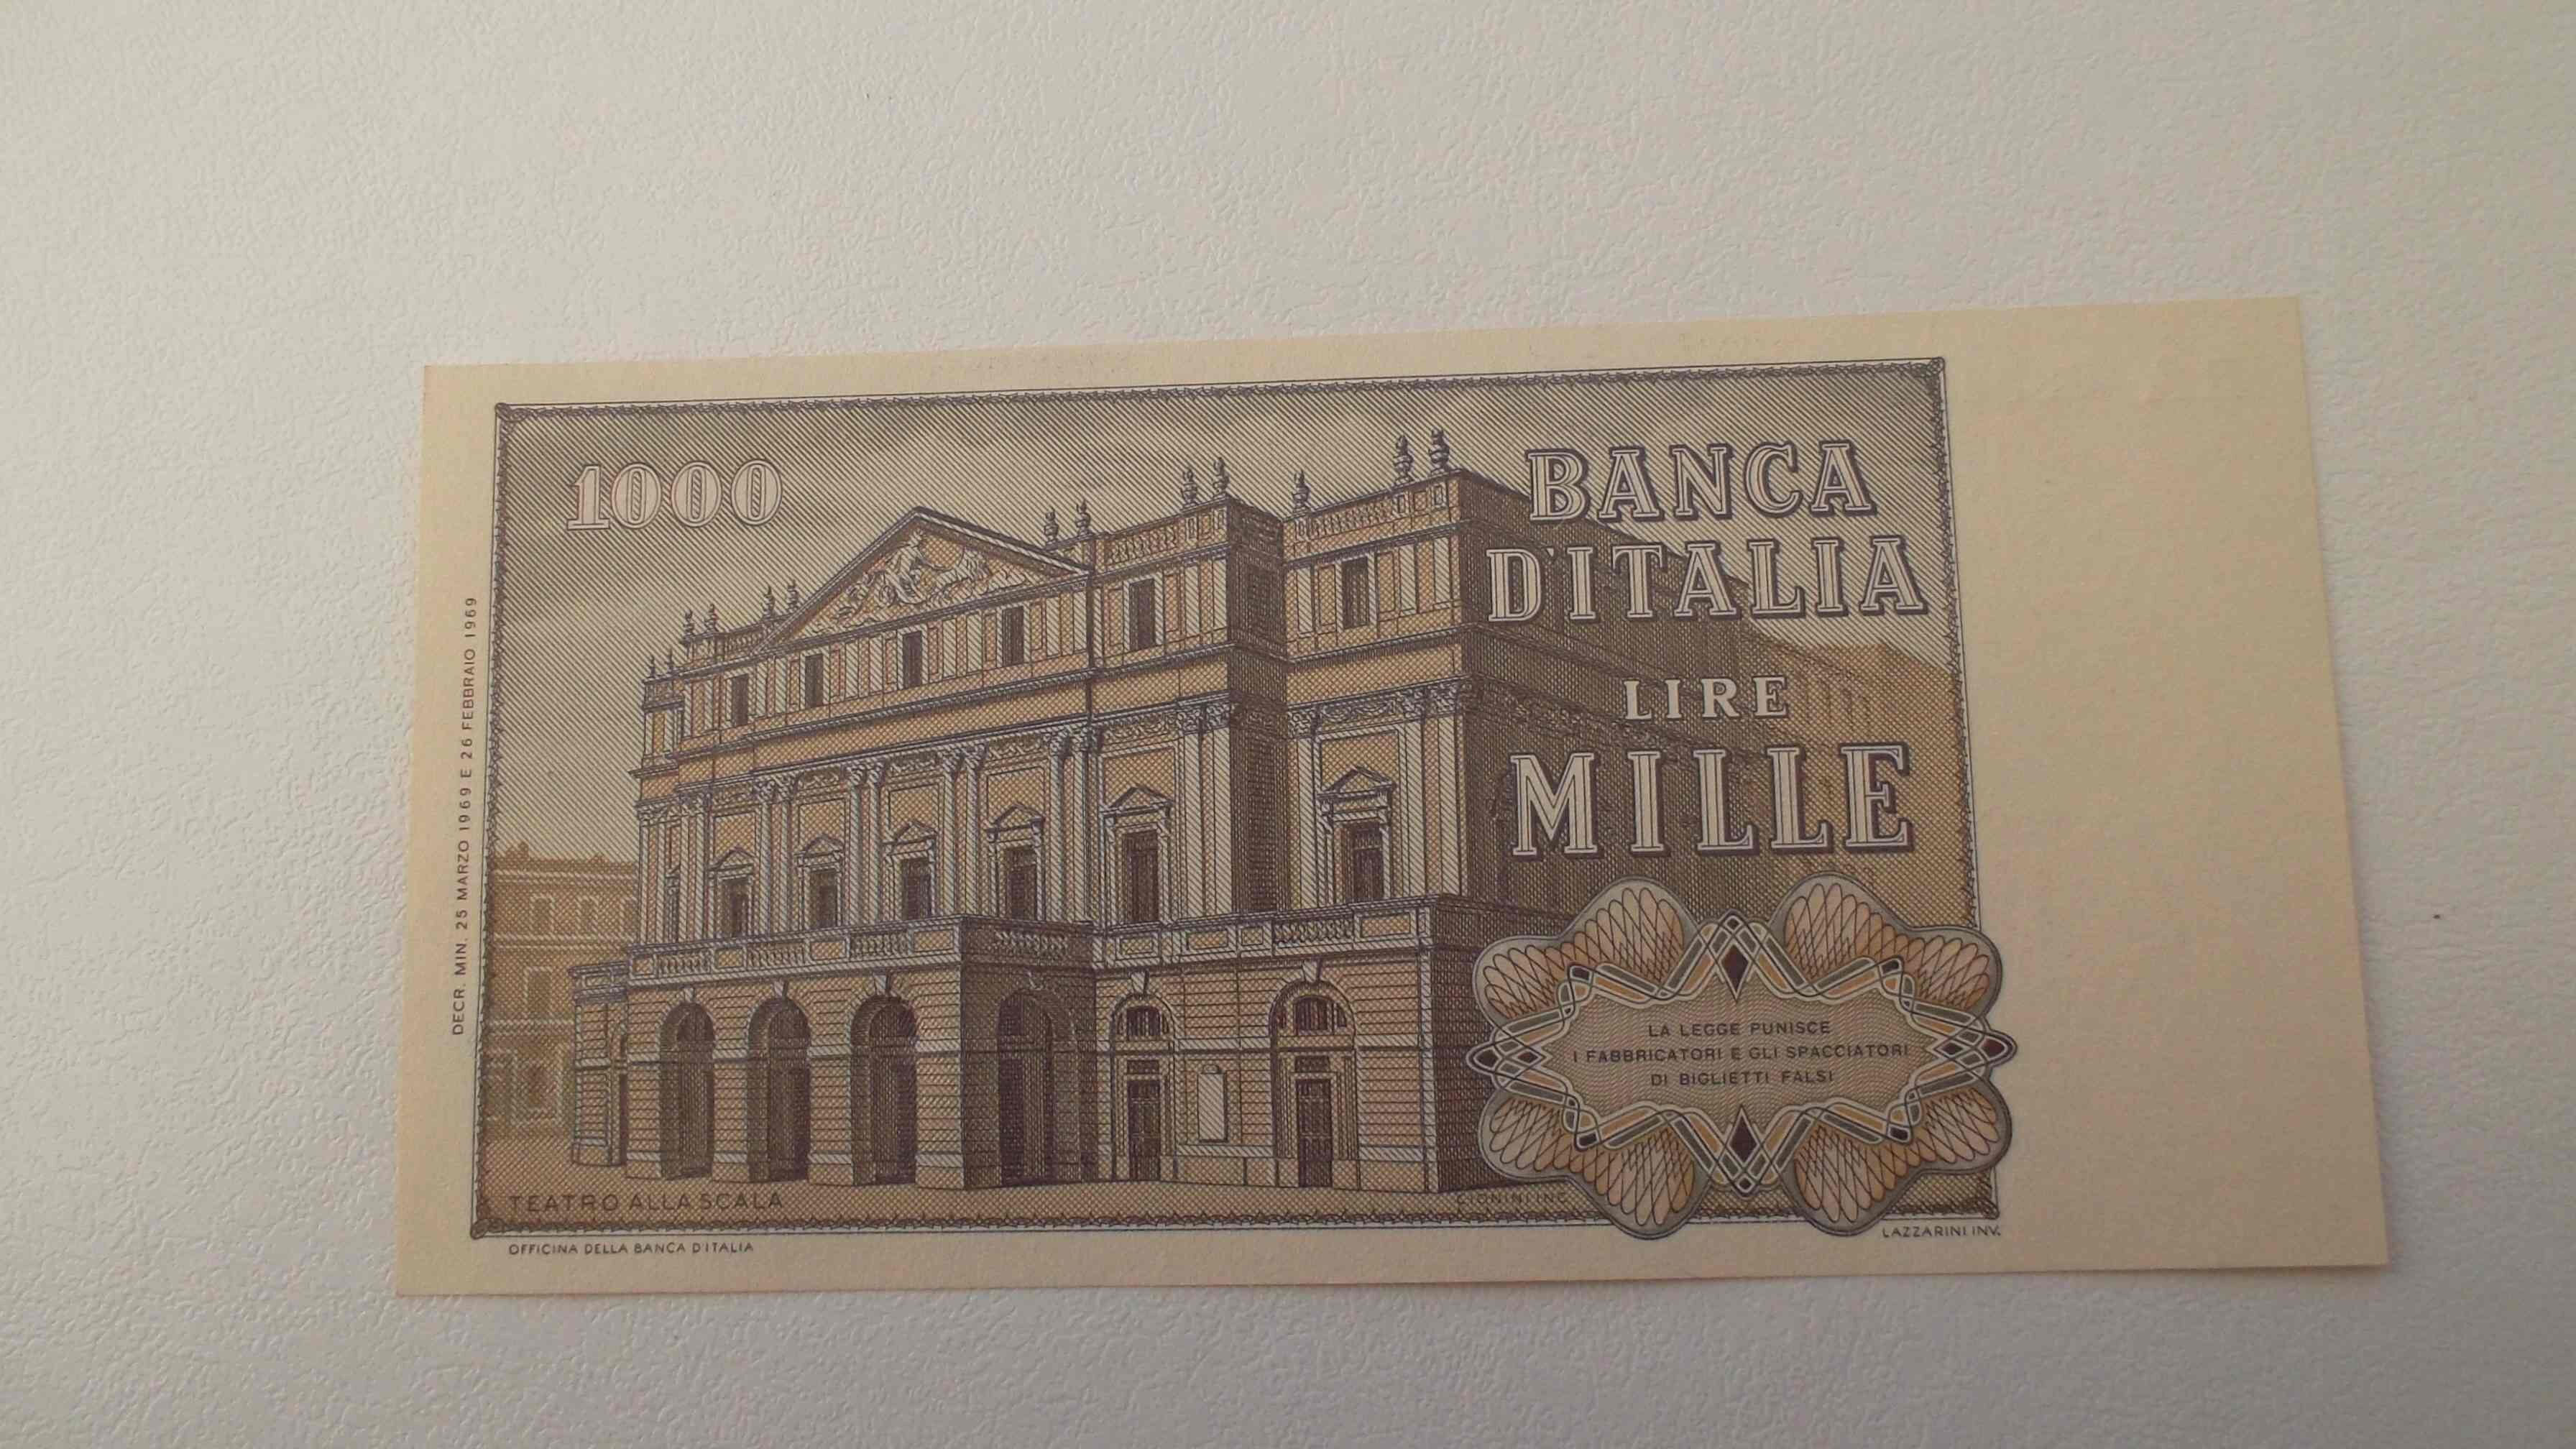 1000
BANCA
D'ITALIA
LIRE
MILLE
DECR. MIN. 25 MARZO 1969 E 26 FEBBRAIO 1969
LA LEGGE PUNISCE
I FABBRICATORI E GLI SPACCIATORI
DI BIGLIETTI FALSI
TEATRO ALLA SCALA
CIONINI INC.
OFFICINA DELLA BANCA D'ITALIA
LAZZARINI INV.